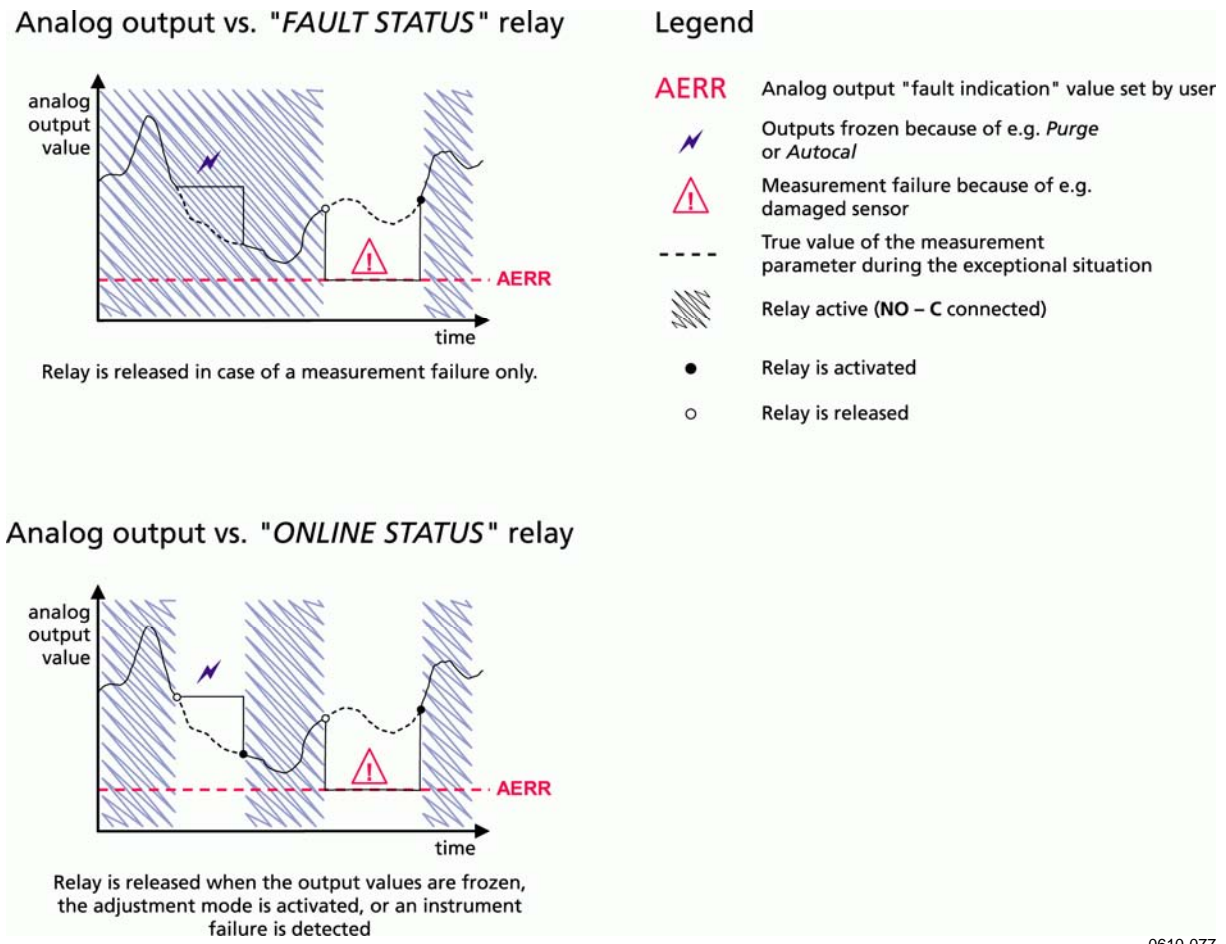 Analog output vs. "FAULT STATUS" relay
analog
output
value
AERR
time
Relay is released in case of a measurement failure only.
Legend
AERR Analog output "fault indication" value set by user
Outputs frozen because of e.g. Purge
or Autocal
Measurement failure because of e.g.
damaged sensor
True value of the measurement
parameter during the exceptional situation
Relay active (NO – C connected)
Relay is activated
Relay is released
Analog output vs. "ONLINE STATUS" relay
analog
output
value
AERR
time
Relay is released when the output values are frozen,
the adjustment mode is activated, or an instrument
failure is detected